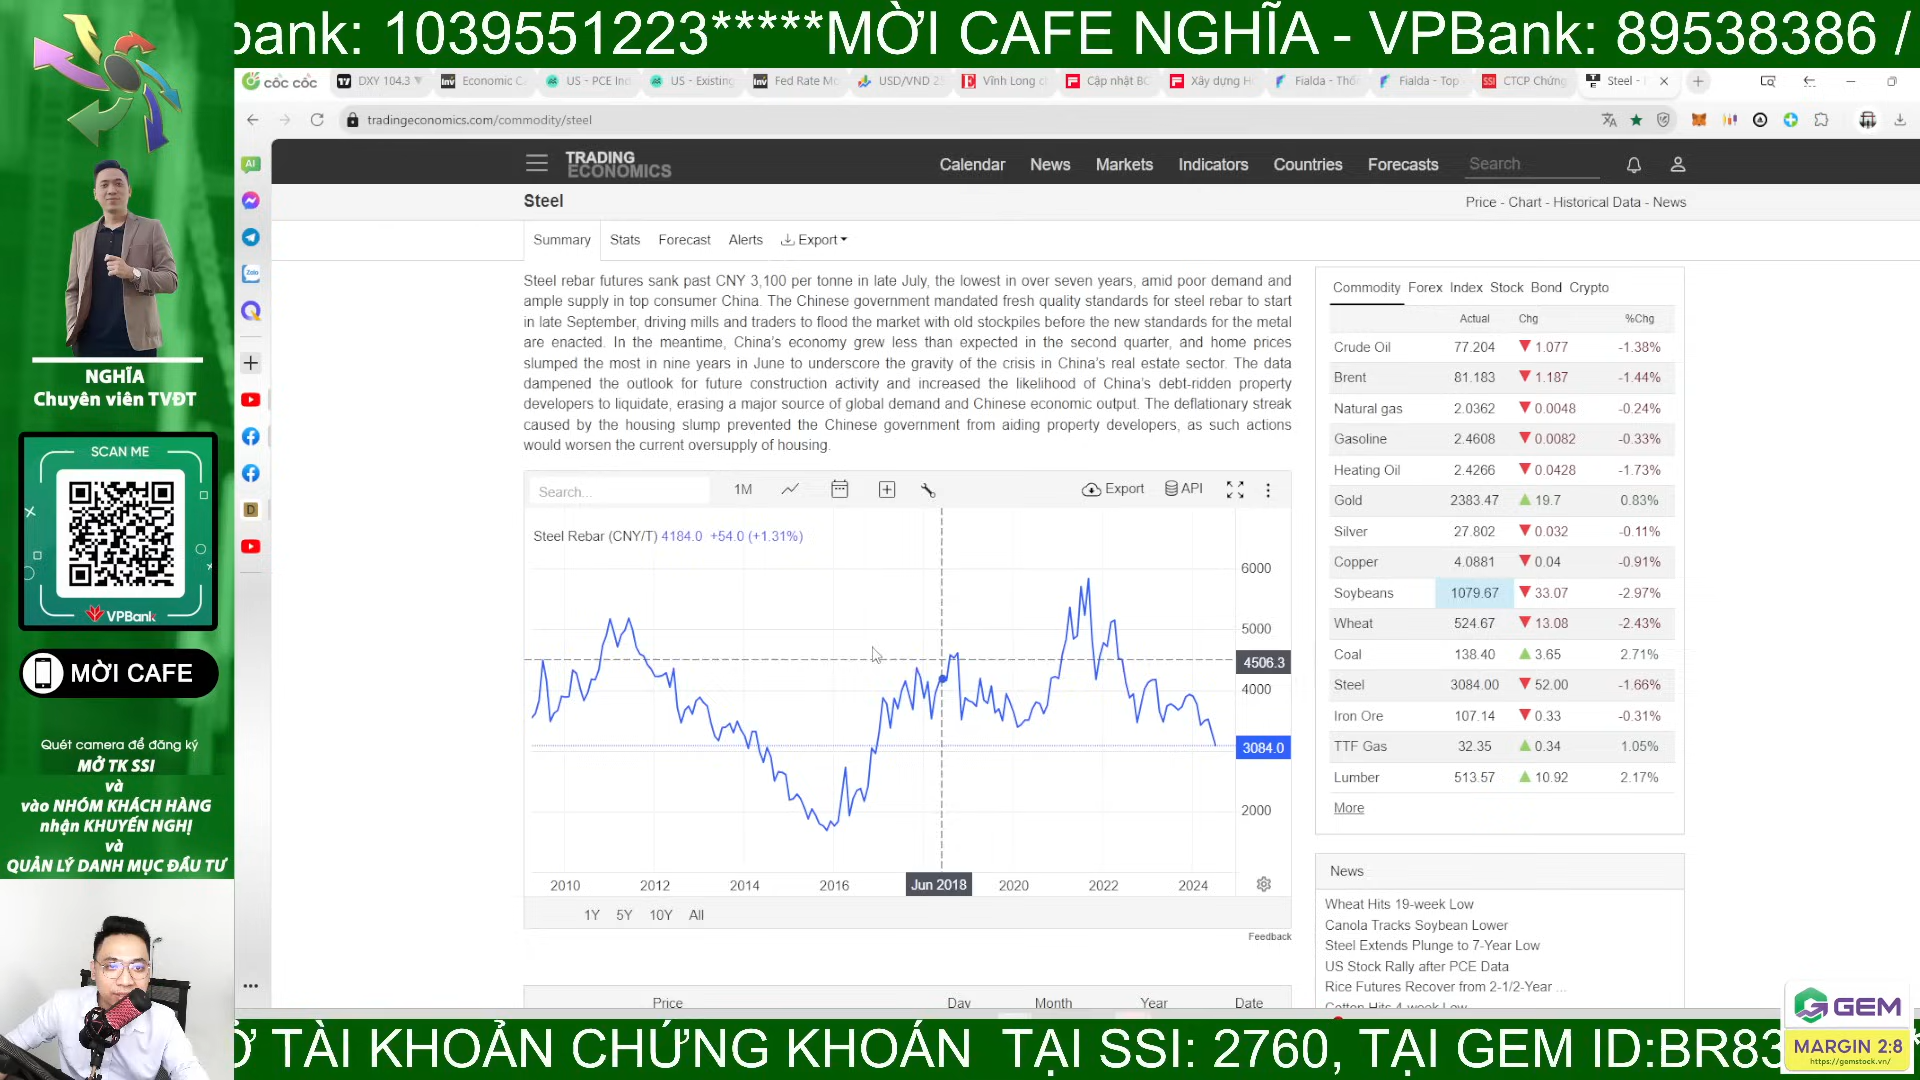 bank: 1039551223*****MỜI CAFE NGHĨA - VPBank: 89538386 /
cốc cốc
DXY 104.3
Economic C
US - PCE In
US - Existing
Fed Rate Mo
USD/VND 2
Vĩnh Long c
Cập nhật BC
Xây dựng H
Fialda - Thố
Fialda - Top
CTCP Chứng
Steel -
tradingeconomics.com/commodity/steel
TRADING
ECONOMICS
Calendar
News
Markets
Indicators
Countries
Forecasts
Search
Steel
Price - Chart - Historical Data - News
Summary
Stats
Forecast
Alerts
Export
Steel rebar futures sank past CNY 3,100 per tonne in late July, the lowest in over seven years, amid poor demand and
ample supply in top consumer China. The Chinese government mandated fresh quality standards for steel rebar to start
in late September, driving mills and traders to flood the market with old stockpiles before the new standards for the metal
are enacted. In the meantime, China's economy grew less than expected in the second quarter, and home prices
slumped the most in nine years in June to underscore the gravity of the crisis in China's real estate sector. The data
dampened the outlook for future construction activity and increased the likelihood of China's debt-ridden property
developers to liquidate, erasing a major source of global demand and Chinese economic output. The deflationary streak
caused by the housing slump prevented the Chinese government from aiding property developers, as such actions
would worsen the current oversupply of housing.
Search...
1M
Export
API
Steel Rebar (CNY/T) 4184.0 +54.0 (+1.31%)
6000
5000
4506.3
4000
3084.0
2000
2010
2012
2014
2016
Jun 2018
2020
2022
2024
1Y 5Y 10Y All
Feedback
Price Day Month Year Date
Commodity Forex Index Stock Bond Crypto
Actual Chg %Chg
Crude Oil 77.204 1.077 -1.38%
Brent 81.183 1.187 -1.44%
Natural gas 2.0362 0.0048 -0.24%
Gasoline 2.4608 0.0082 -0.33%
Heating Oil 2.4266 0.0428 -1.73%
Gold 2383.47 19.7 0.83%
Silver 27.802 0.032 -0.11%
Copper 4.0881 0.04 -0.91%
Soybeans 1079.67 33.07 -2.97%
Wheat 524.67 13.08 -2.43%
Coal 138.40 3.65 2.71%
Steel 3084.00 52.00 -1.66%
Iron Ore 107.14 0.33 -0.31%
TTF Gas 32.35 0.34 1.05%
Lumber 513.57 10.92 2.17%
More
News
Wheat Hits 19-week Low
Canola Tracks Soybean Lower
Steel Extends Plunge to 7-Year Low
US Stock Rally after PCE Data
Rice Futures Recover from 2-1/2-Year ...
Cotton Hits 4-week Low
NGHĨA
Chuyên viên TVĐT
SCAN ME
VPBank
MỜI CAFE
Quét camera để đăng ký
MỞ TK SSI
và
vào NHÓM KHÁCH HÀNG
nhận KHUYẾN NGHỊ
và
QUẢN LÝ DANH MỤC ĐẦU TƯ
AI
Zalo
D
GEM
MARGIN 2:8
https://gemstock.vn/
Ở TÀI KHOẢN CHỨNG KHOÁN TẠI SSI: 2760, TẠI GEM ID:BR83